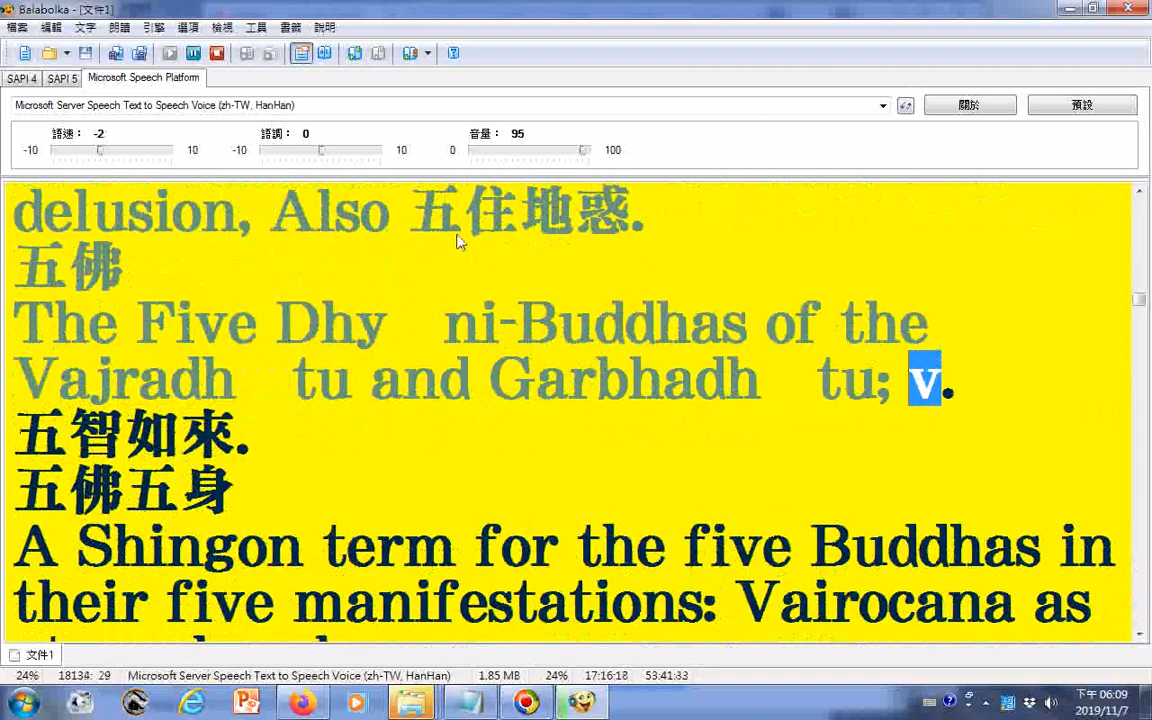 Balabolka - [文件1]
檔案 編輯 文字 朗讀 引擎 選項 檢視 工具 書籤 說明
SAPI 4 SAPI 5 Microsoft Speech Platform
Microsoft Server Speech Text to Speech Voice (zh-TW, HanHan) 關於 預設
語速： -2 語調： 0 音量： 95
-10 10 -10 10 0 100
delusion, Also 五住地惑.
五佛
The Five Dhy ni-Buddhas of the
Vajradh tu and Garbhadh tu; v.
五智如來.
五佛五身
A Shingon term for the five Buddhas in
their five manifestations: Vairocana as
文件1
24% 18134: 29 Microsoft Server Speech Text to Speech Voice (zh-TW, HanHan) 1.85 MB 24% 17:16:18 53:41:33
下午 06:09
2019/11/7